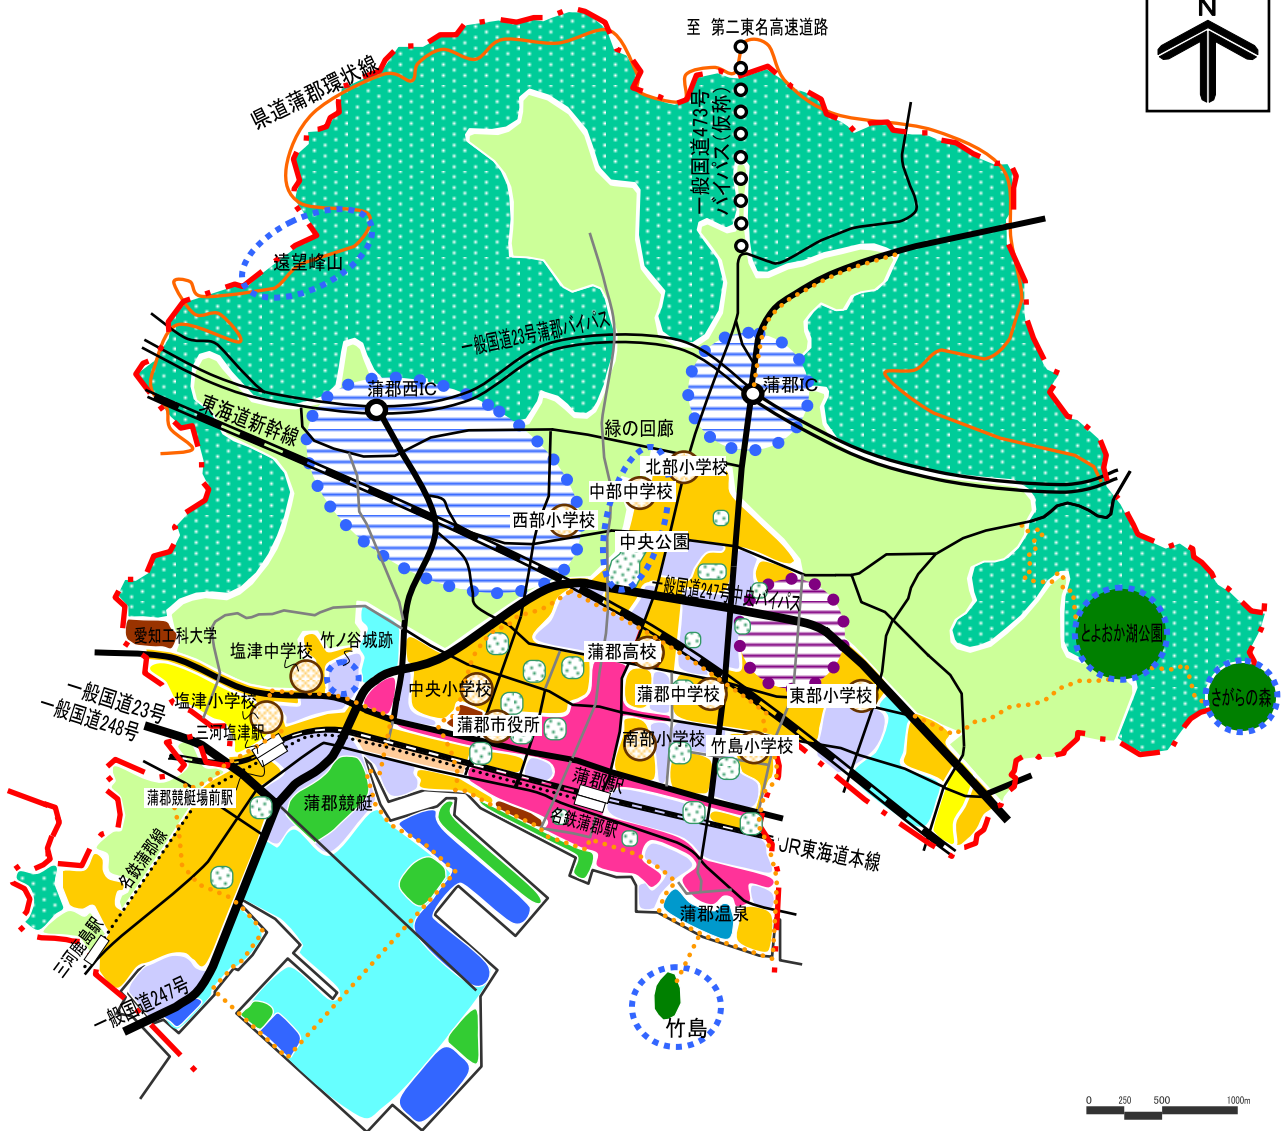 N
至 第二東名高速道路
県道蒲郡環状線
一般国道473号
バイパス(仮称)
遠望峰山
一般国道23号蒲郡バイパス
蒲郡西IC
蒲郡IC
東海道新幹線
緑の回廊
北部小学校
中部中学校
西部小学校
中央公園
一般国道247号中央バイパス
愛知工科大学
竹ノ谷城跡
塩津中学校
蒲郡高校
とよおか湖公園
一般国道23号
一般国道248号
塩津小学校
中央小学校
蒲郡中学校
東部小学校
さがらの森
三河塩津駅
蒲郡市役所
南部小学校
竹島小学校
蒲郡競艇場前駅
蒲郡競艇
蒲郡駅
名鉄蒲郡駅
JR東海道本線
名鉄蒲郡線
三河鹿島駅
蒲郡温泉
一般国道247号
竹島
0 250 500 1000m